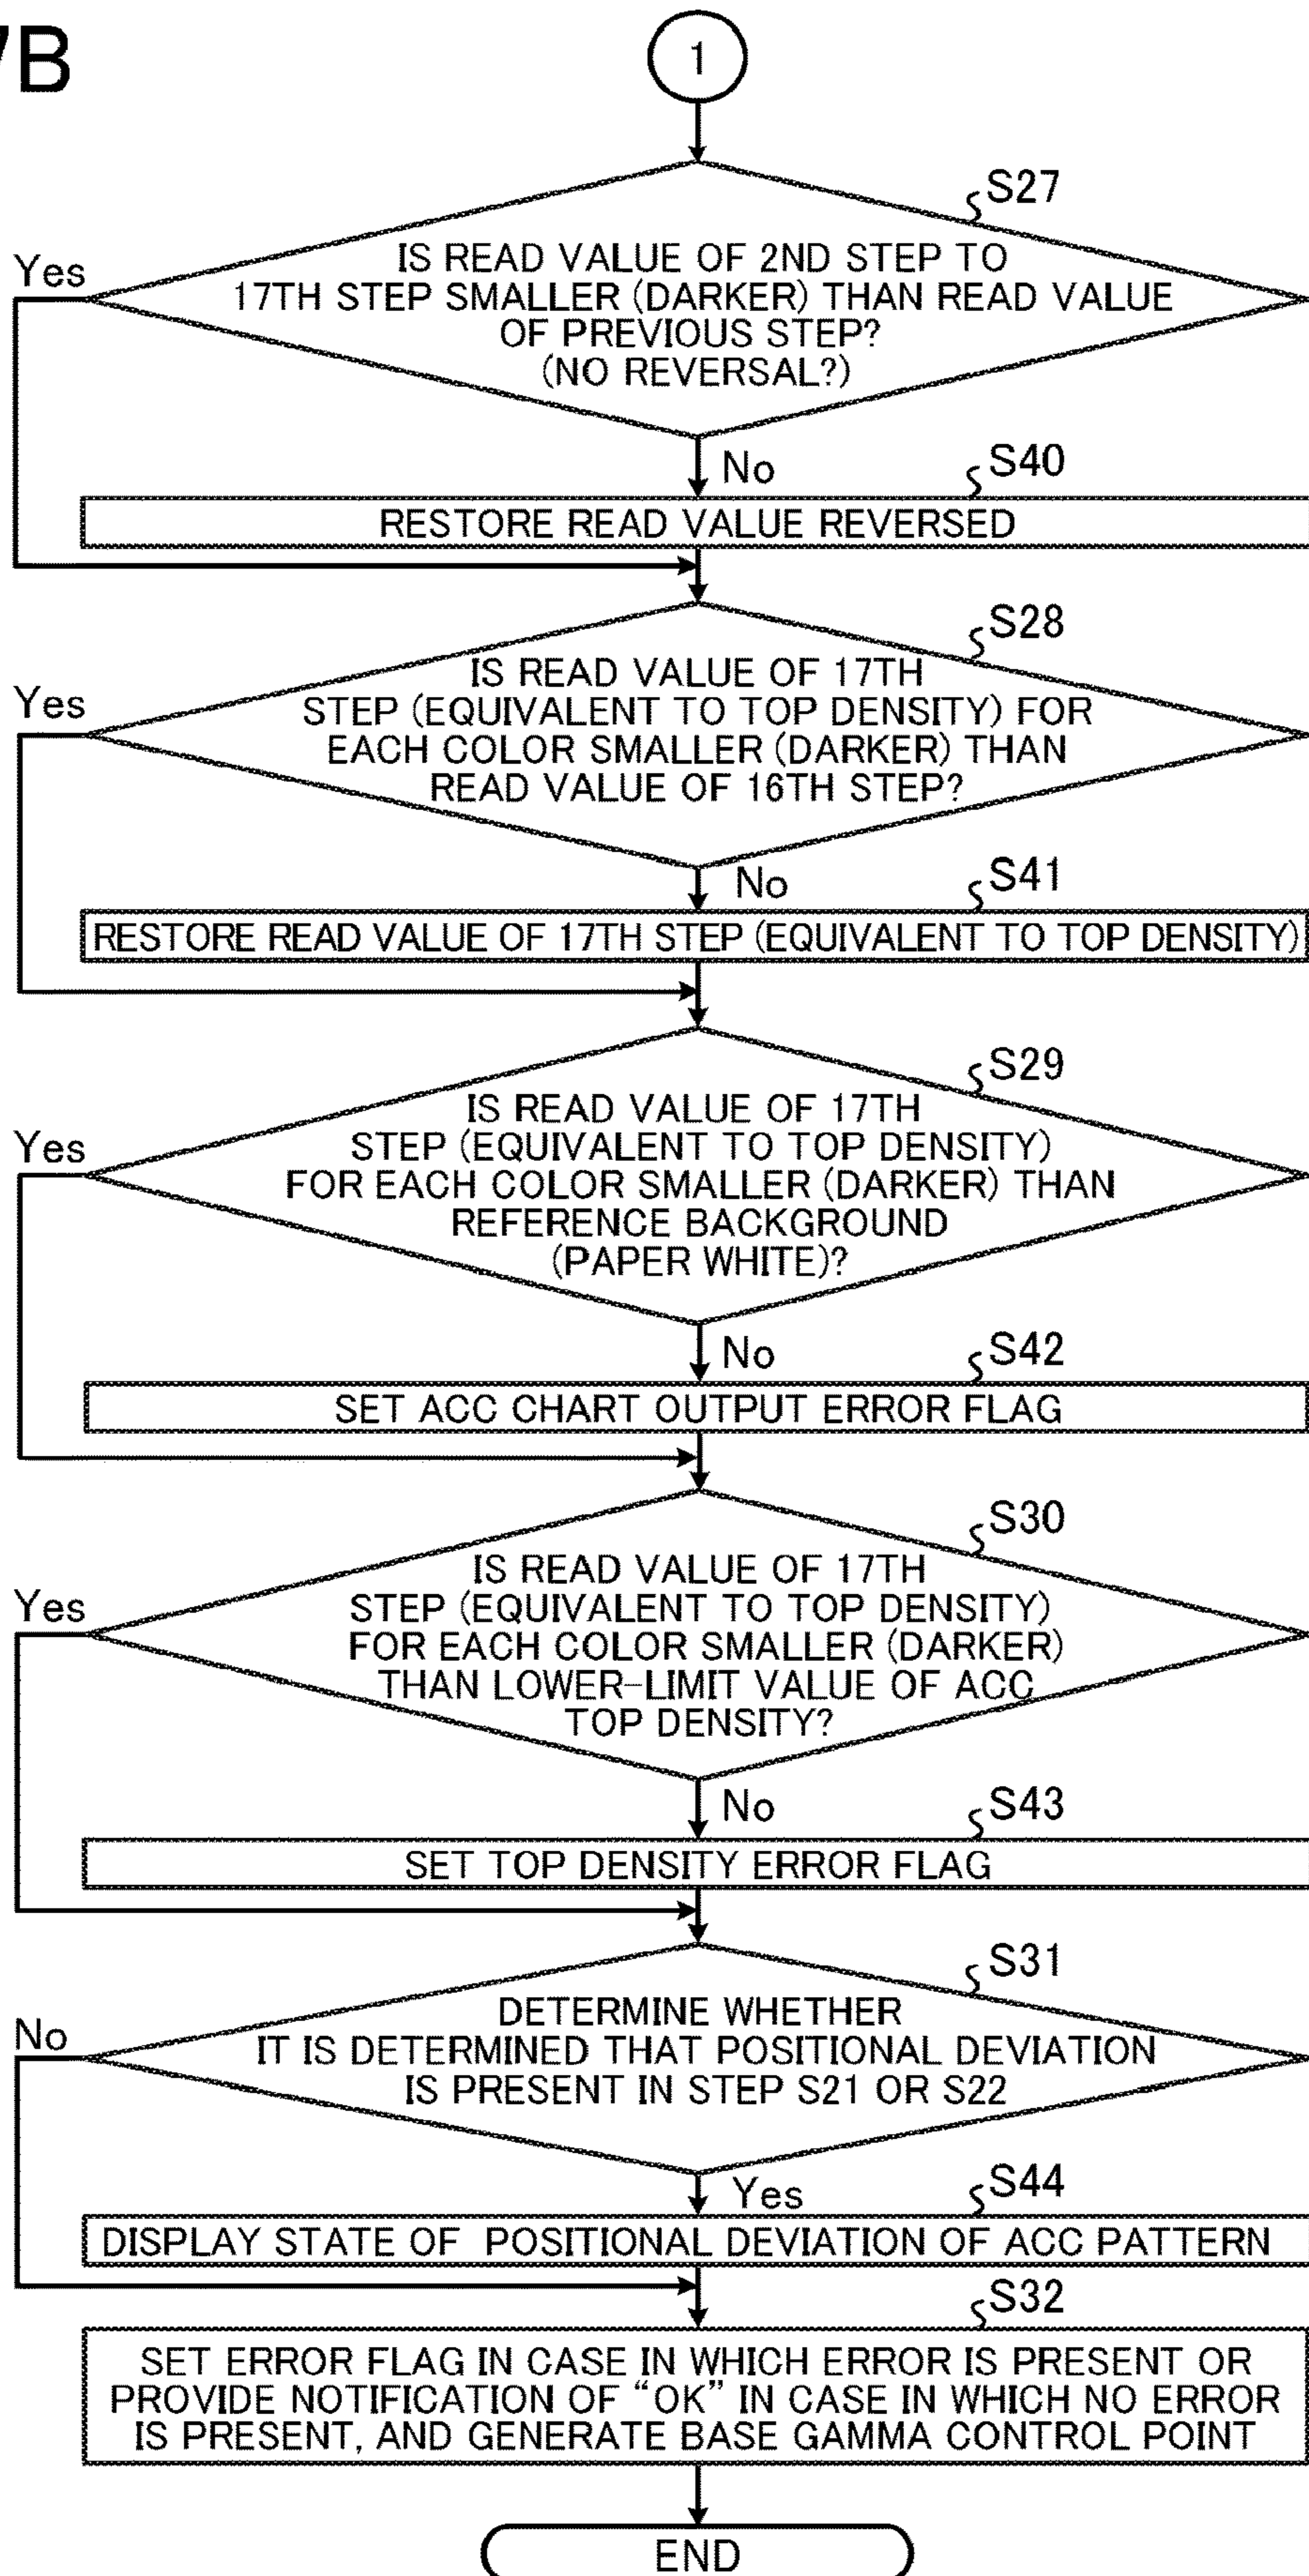 7B
1
S27
IS READ VALUE OF 2ND STEP TO
17TH STEP SMALLER (DARKER) THAN READ VALUE
OF PREVIOUS STEP?
(NO REVERSAL?)
Yes
No
S40
RESTORE READ VALUE REVERSED
S28
IS READ VALUE OF 17TH
STEP (EQUIVALENT TO TOP DENSITY) FOR
EACH COLOR SMALLER (DARKER) THAN
READ VALUE OF 16TH STEP?
Yes
No
S41
RESTORE READ VALUE OF 17TH STEP (EQUIVALENT TO TOP DENSITY)
S29
IS READ VALUE OF 17TH
STEP (EQUIVALENT TO TOP DENSITY)
FOR EACH COLOR SMALLER (DARKER) THAN
REFERENCE BACKGROUND
(PAPER WHITE)?
Yes
No
S42
SET ACC CHART OUTPUT ERROR FLAG
S30
IS READ VALUE OF 17TH
STEP (EQUIVALENT TO TOP DENSITY)
FOR EACH COLOR SMALLER (DARKER)
THAN LOWER-LIMIT VALUE OF ACC
TOP DENSITY?
Yes
No
S43
SET TOP DENSITY ERROR FLAG
S31
DETERMINE WHETHER
IT IS DETERMINED THAT POSITIONAL DEVIATION
IS PRESENT IN STEP S21 OR S22
No
Yes
S44
DISPLAY STATE OF POSITIONAL DEVIATION OF ACC PATTERN
S32
SET ERROR FLAG IN CASE IN WHICH ERROR IS PRESENT OR
PROVIDE NOTIFICATION OF “OK” IN CASE IN WHICH NO ERROR
IS PRESENT, AND GENERATE BASE GAMMA CONTROL POINT
END